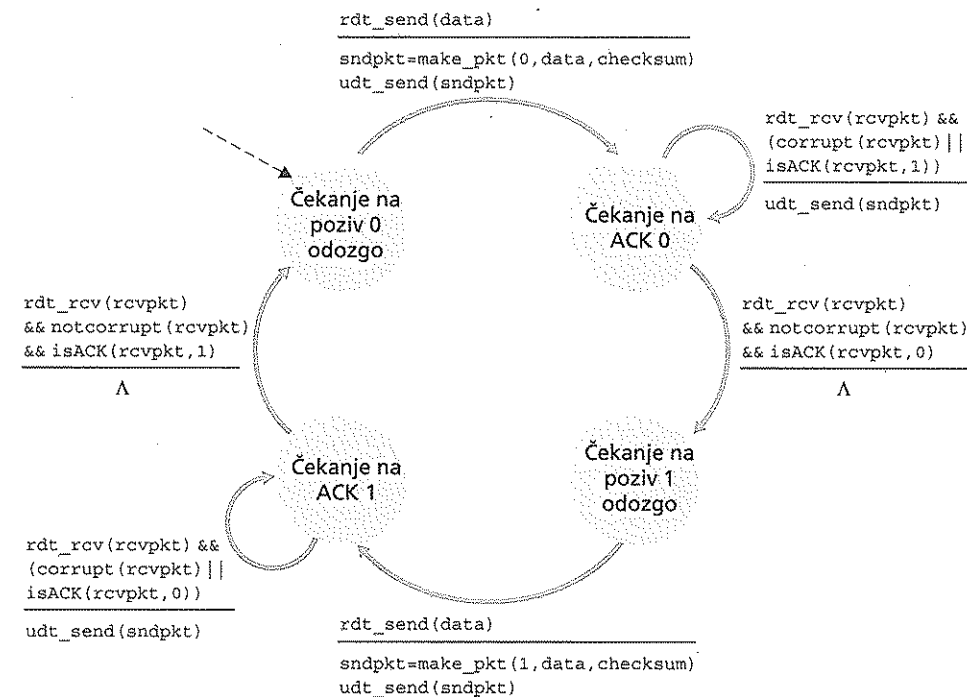 rdt_send(data)
sndpkt=make_pkt(0,data,checksum)
udt_send(sndpkt)
rdt_rcv(rcvpkt) &&
(corrupt(rcvpkt)||
isACK(rcvpkt,1))
udt_send(sndpkt)
Čekanje na
poziv 0
odozgo
Čekanje na
ACK 0
rdt_rcv(rcvpkt)
&& notcorrupt(rcvpkt)
&& isACK(rcvpkt,1)
Λ
rdt_rcv(rcvpkt)
&& notcorrupt(rcvpkt)
&& isACK(rcvpkt,0)
Λ
Čekanje na
ACK 1
Čekanje na
poziv 1
odozgo
rdt_rcv(rcvpkt) &&
(corrupt(rcvpkt)||
isACK(rcvpkt,0))
udt_send(sndpkt)
rdt_send(data)
sndpkt=make_pkt(1,data,checksum)
udt_send(sndpkt)